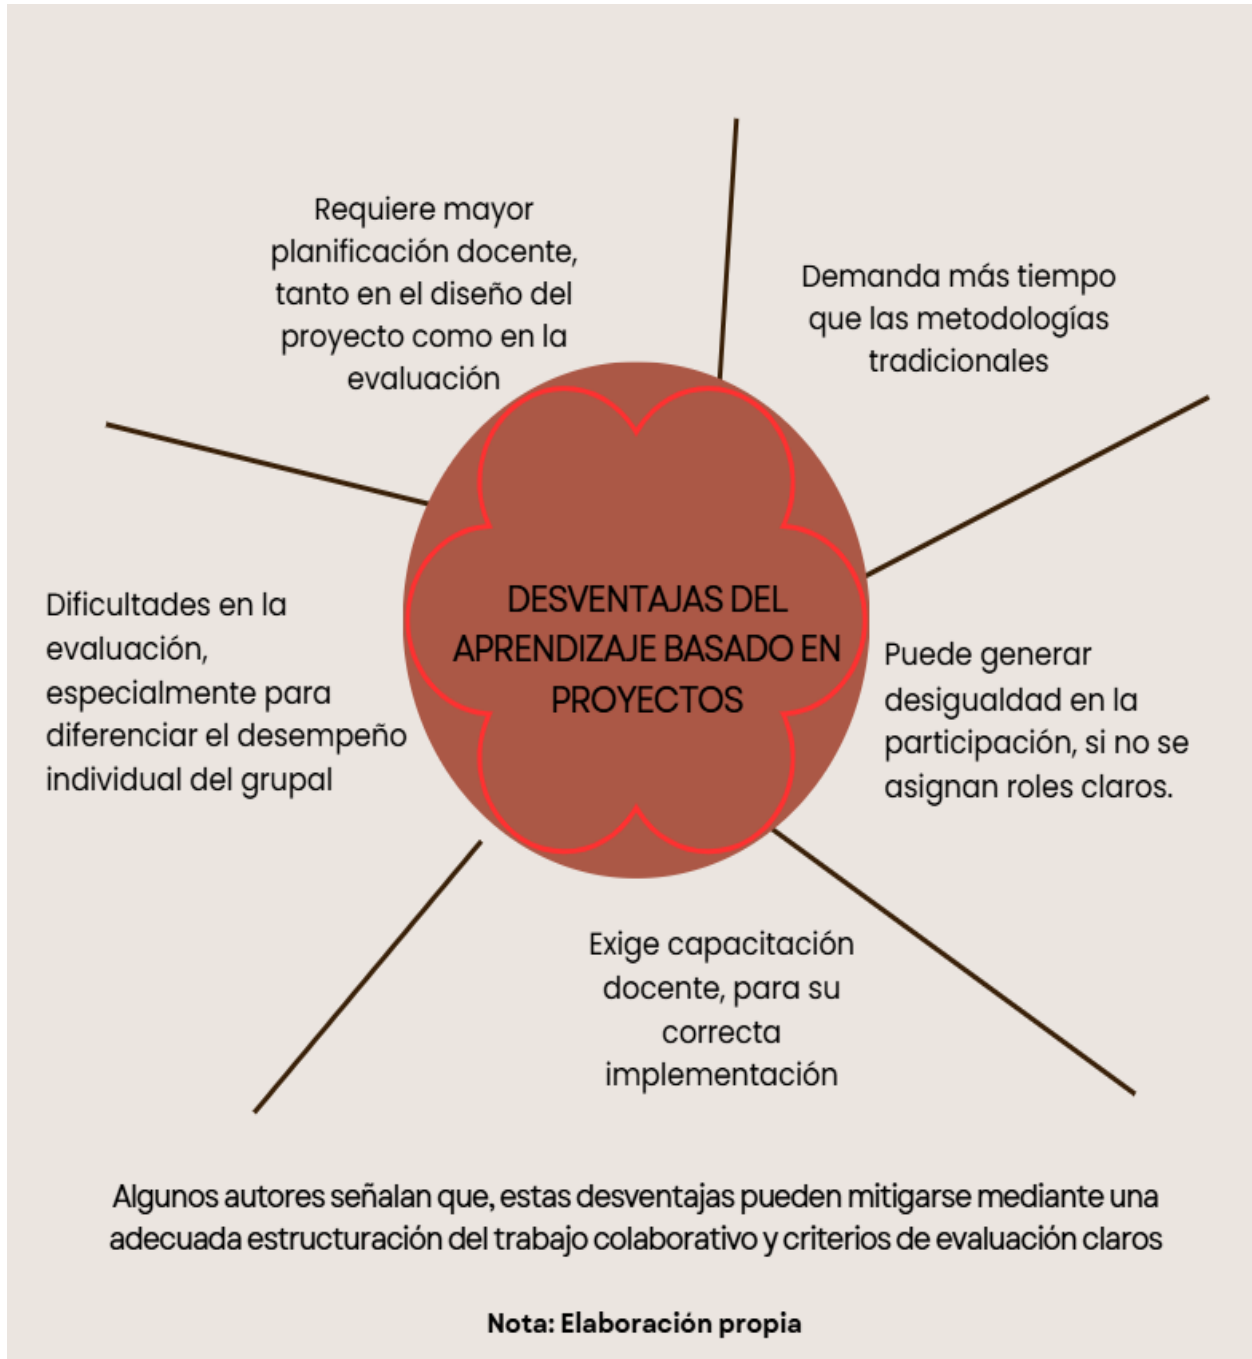 Requiere mayor
planificación docente,
tanto en el diseño del
proyecto como en la
evaluación
Demanda más tiempo
que las metodologías
tradicionales
Dificultades en la
evaluación,
especialmente para
diferenciar el desempeño
individual del grupal
DESVENTAJAS DEL
APRENDIZAJE BASADO EN
PROYECTOS
Puede generar
desigualdad en la
participación, si no se
asignan roles claros.
Exige capacitación
docente, para su
correcta
implementación
Algunos autores señalan que, estas desventajas pueden mitigarse mediante una
adecuada estructuración del trabajo colaborativo y criterios de evaluación claros
Nota: Elaboración propia